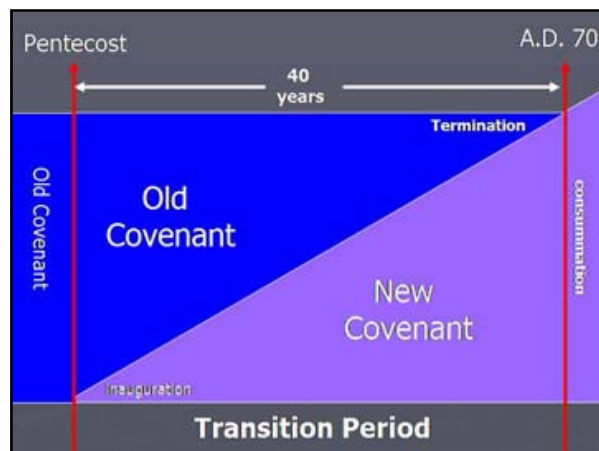 Pentecost
A.D. 70
40
years
Termination
Old Covenant
Old
Covenant
consummation
New
Covenant
Inauguration
Transition Period